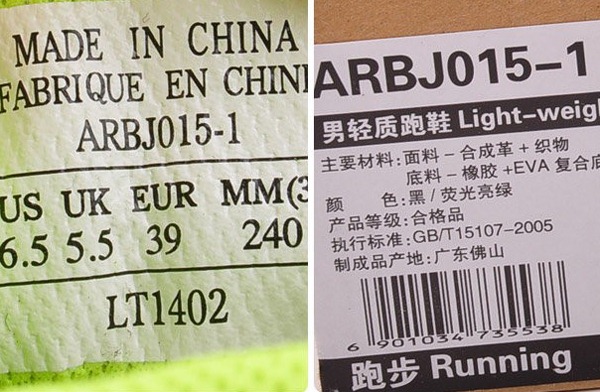 MADE IN CHINA
FABRIQUE EN CHINE
ARBJ015-1
US UK EUR MM(3
6.5 5.5 39 240
LT1402
ARBJ015-1
男轻质跑鞋 Light-weigh
主要材料:面料-合成革+织物
底料-橡胶+EVA 复合底
颜 色:黑/荧光亮绿
产品等级:合格品
执行标准:GB/T15107-2005
制成品产地:广东佛山
6 901034 735538
跑步 Running